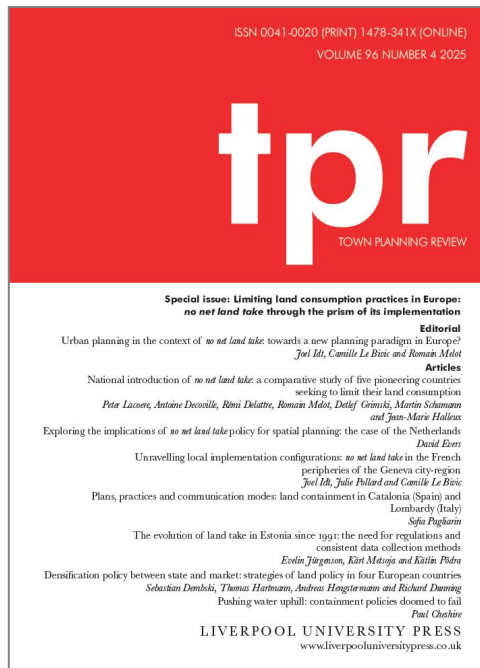 ISSN 0041-0020 (PRINT) 1478-341X (ONLINE)
VOLUME 96 NUMBER 4 2025
tpr
TOWN PLANNING REVIEW
Special issue: Limiting land consumption practices in Europe:
no net land take through the prism of its implementation
Editorial
Urban planning in the context of no net land take: towards a new planning paradigm in Europe?
Joel Idt, Camille Le Bivic and Romain Melot
Articles
National introduction of no net land take: a comparative study of five pioneering countries
seeking to limit their land consumption
Peter Lacoere, Antoine Decoville, Rémi Delattre, Romain Melot, Detlef Grimski, Martin Schamann
and Jean-Marie Halleux
Exploring the implications of no net land take policy for spatial planning: the case of the Netherlands
David Evers
Unravelling local implementation configurations: no net land take in the French
peripheries of the Geneva city-region
Joel Idt, Julie Pollard and Camille Le Bivic
Plans, practices and communication modes: land containment in Catalonia (Spain) and
Lombardy (Italy)
Sofia Pagliarin
The evolution of land take in Estonia since 1991: the need for regulations and
consistent data collection methods
Evelin Jürgenson, Kärt Metsoja and Kätlin Põdra
Densification policy between state and market: strategies of land policy in four European countries
Sebastian Dembski, Thomas Hartmann, Andreas Hengstermann and Richard Dunning
Pushing water uphill: containment policies doomed to fail
Paul Cheshire
LIVERPOOL UNIVERSITY PRESS
www.liverpooluniversitypress.co.uk